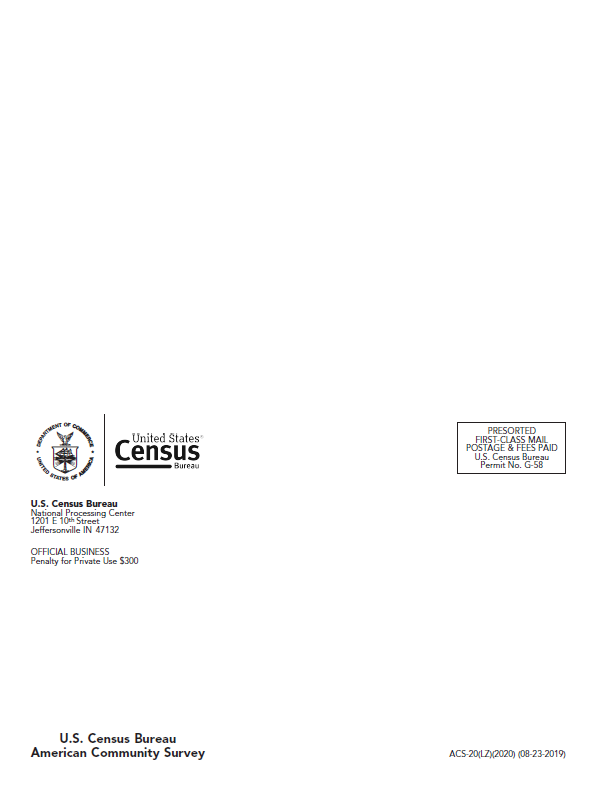 DEPARTMENT OF COMMERCE
UNITED STATES OF AMERICA
United States®
Census
Bureau
PRESORTED
FIRST-CLASS MAIL
POSTAGE & FEES PAID
U.S. Census Bureau
Permit No. G-58
U.S. Census Bureau
National Processing Center
1201 E 10th Street
Jeffersonville IN 47132
OFFICIAL BUSINESS
Penalty for Private Use $300
U.S. Census Bureau
American Community Survey
ACS-20(LZ)(2020) (08-23-2019)